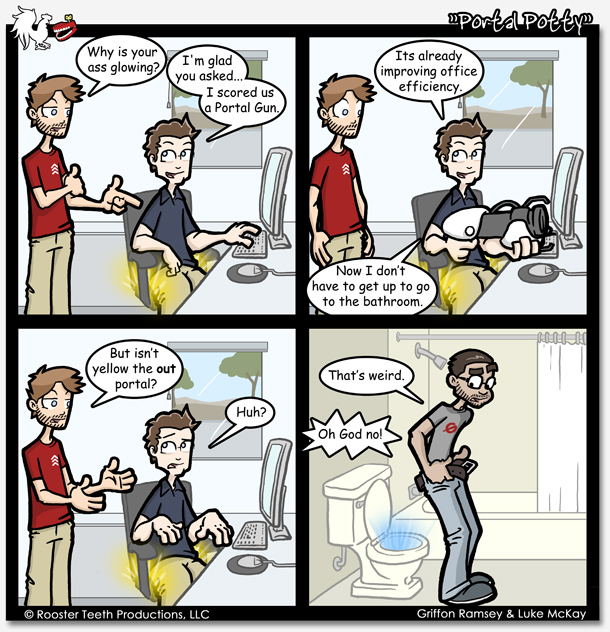 "Portal Potty"
Why is your
ass glowing?
I'm glad
you asked...
I scored us
a Portal Gun.
Its already
improving office
efficiency.
Now I don't
have to get up to go
to the bathroom.
But isn't
yellow the out
portal?
Huh?
That's weird.
Oh God no!
© Rooster Teeth Productions, LLC
Griffon Ramsey & Luke McKay